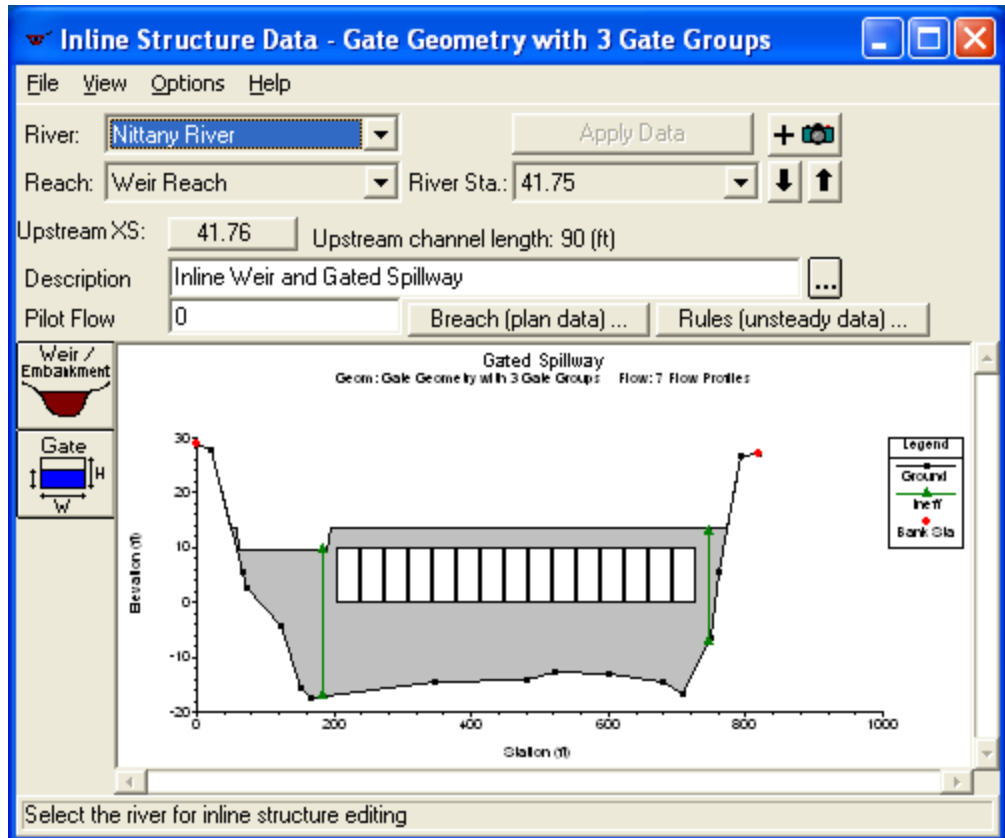 Inline Structure Data - Gate Geometry with 3 Gate Groups
File View Options Help
River: Nittany River Apply Data +
Reach: Weir Reach River Sta.: 41.75
Upstream XS: 41.76 Upstream channel length: 90 (ft)
Description Inline Weir and Gated Spillway ...
Pilot Flow 0 Breach (plan data) ... Rules (unsteady data) ...
Weir /
Embankment
Gate
H
W
Gated Spillway
Geom: Gate Geometry with 3 Gate Groups Flow: 7 Flow Profiles
Legend
Ground
Ineff
Bank Sta
30
20
10
0
-10
-20
Elevation (ft)
0 200 400 600 800 1000
Station (ft)
Select the river for inline structure editing